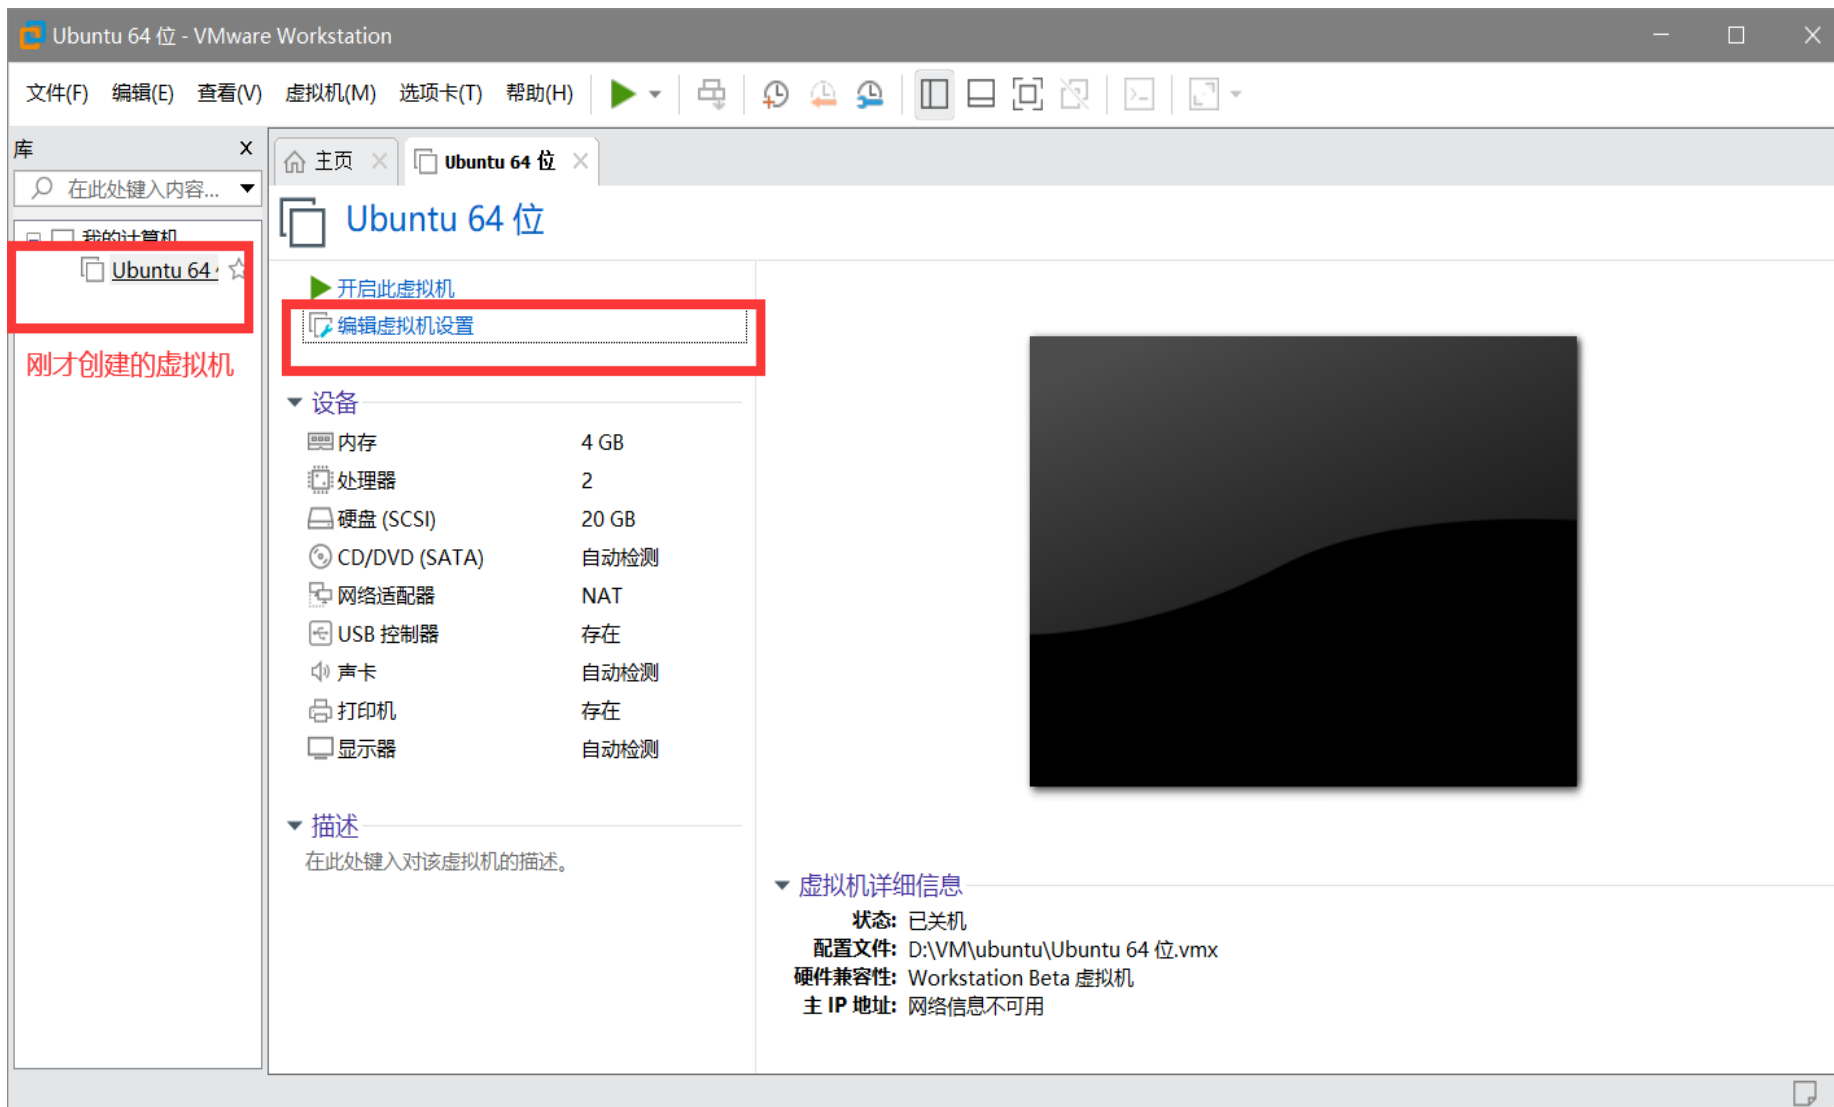 Ubuntu 64 位 - VMware Workstation
文件(F) 编辑(E) 查看(V) 虚拟机(M) 选项卡(T) 帮助(H)
库
在此处键入内容...
我的计算机
Ubuntu 64
刚才创建的虚拟机
主页
Ubuntu 64 位
Ubuntu 64 位
开启此虚拟机
编辑虚拟机设置
设备
内存 4 GB
处理器 2
硬盘 (SCSI) 20 GB
CD/DVD (SATA) 自动检测
网络适配器 NAT
USB 控制器 存在
声卡 自动检测
打印机 存在
显示器 自动检测
描述
在此处键入对该虚拟机的描述。
虚拟机详细信息
状态: 已关机
配置文件: D:\VM\ubuntu\Ubuntu 64 位.vmx
硬件兼容性: Workstation Beta 虚拟机
主 IP 地址: 网络信息不可用